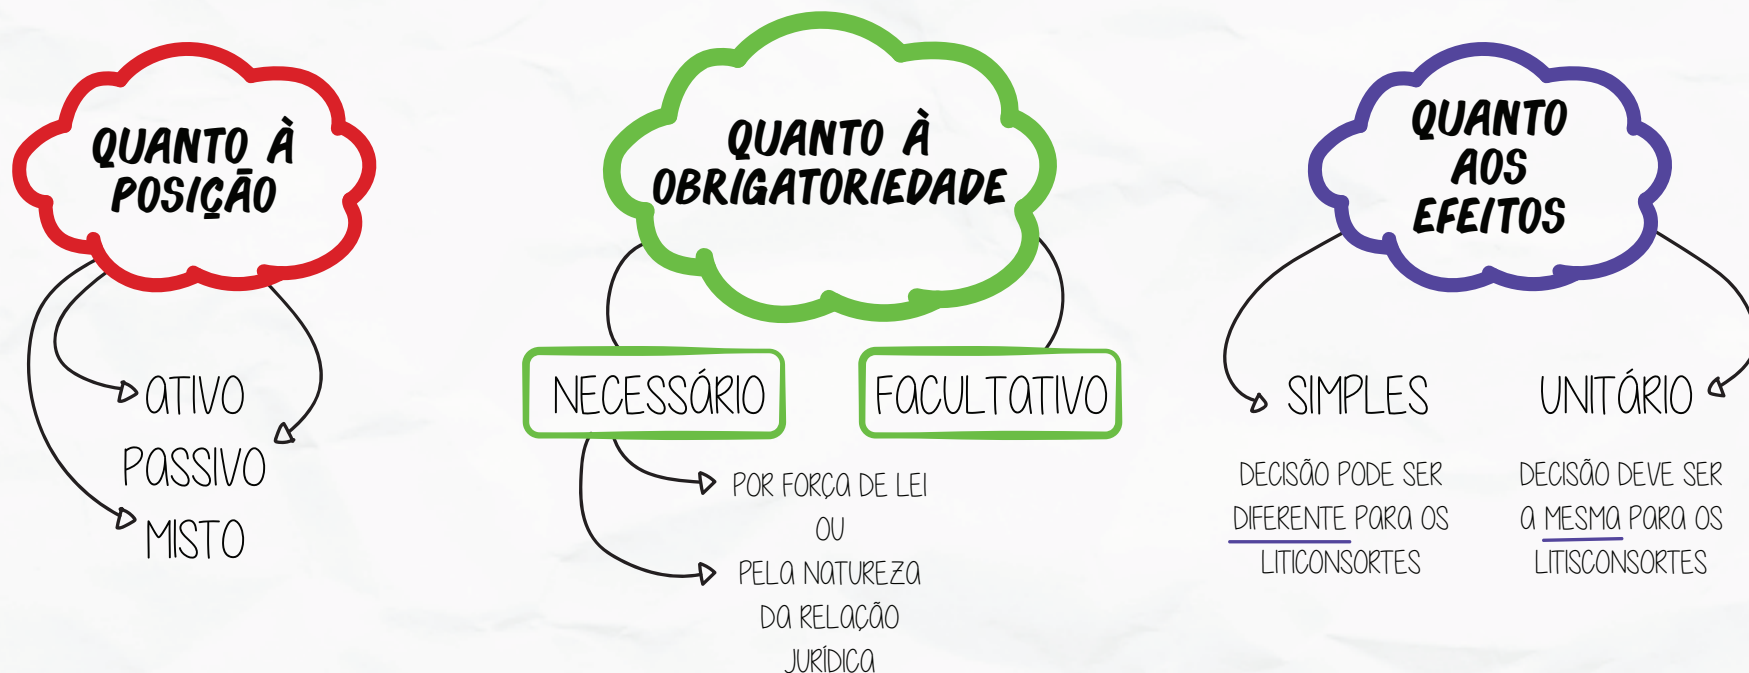 QUANTO À
POSIÇÃO
ATIVO
PASSIVO
MISTO
QUANTO À
OBRIGATORIEDADE
NECESSÁRIO
FACULTATIVO
POR FORÇA DE LEI
OU
PELA NATUREZA
DA RELAÇÃO
JURÍDICA
QUANTO
AOS
EFEITOS
SIMPLES
DECISÃO PODE SER
DIFERENTE PARA OS
LITICONSORTES
UNITÁRIO
DECISÃO DEVE SER
A MESMA PARA OS
LITISCONSORTES